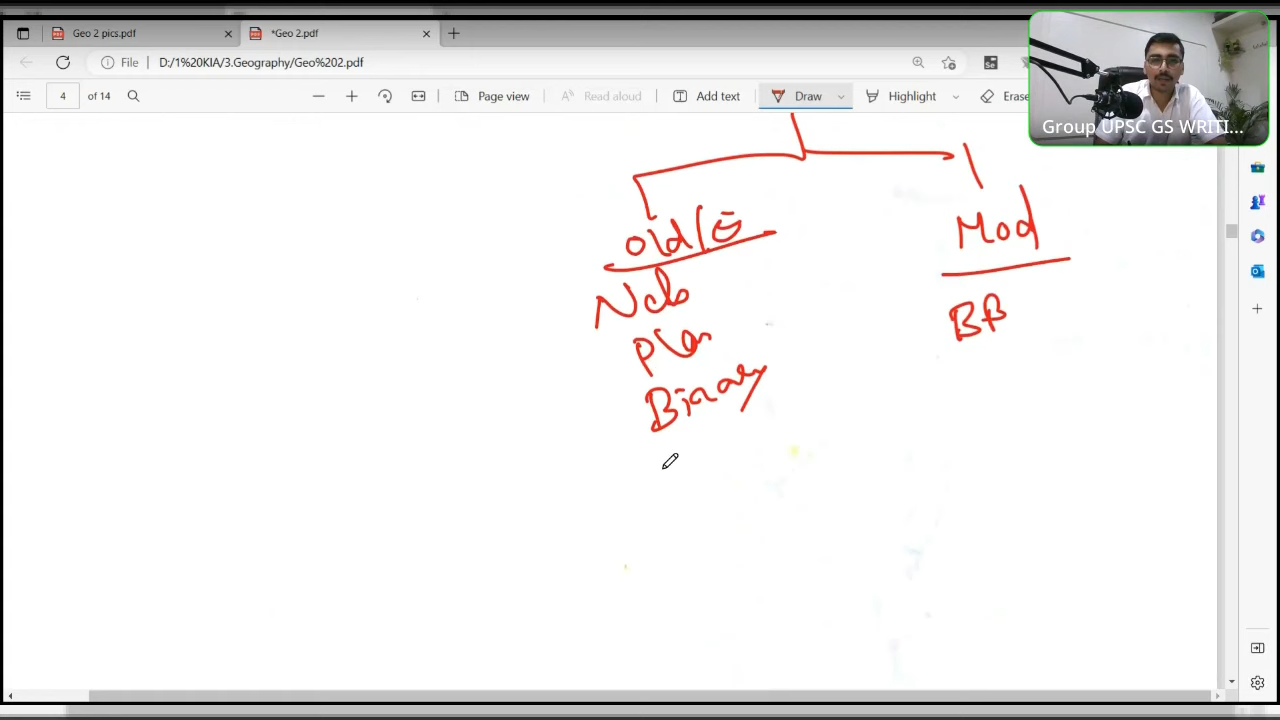 Geo 2 pics.pdf
*Geo 2.pdf
File
D:/1%20KIA/3.Geography/Geo%202.pdf
4 of 14
Page view
Read aloud
Add text
Draw
Highlight
Erase
Group UPSC GS WRITI...
Old/
Mod
Neb
BB
Plan
Binary